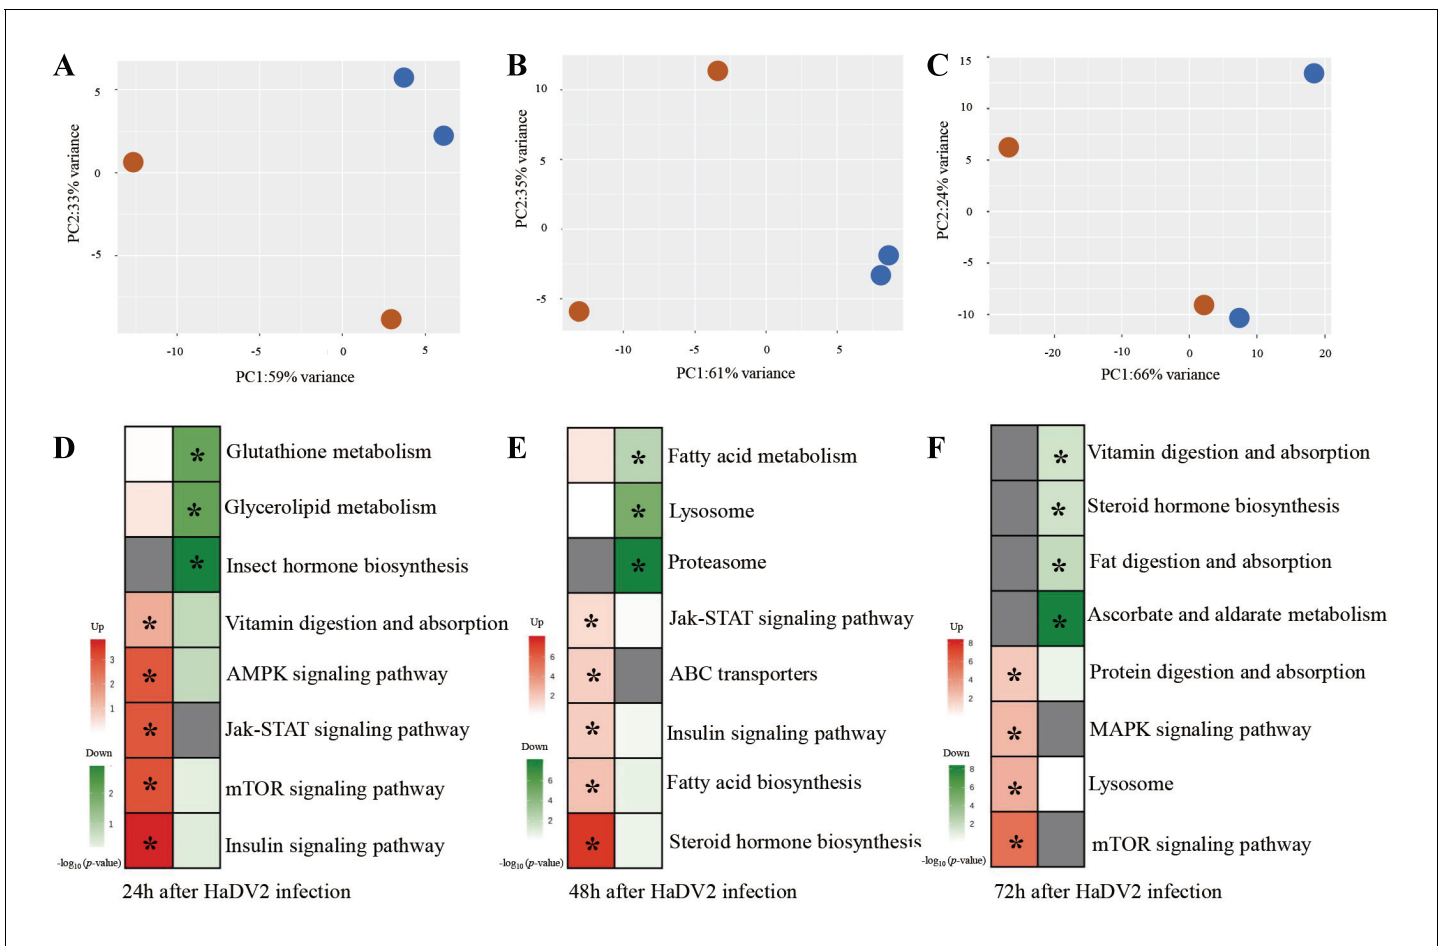 A
5
0
-5
PC2:33% variance
-10
-5
0
5
PC1:59% variance
B
10
5
0
-5
PC2:35% variance
-10
-5
0
5
PC1:61% variance
C
15
10
5
0
-5
-10
PC2:24% variance
-20
-10
0
10
20
PC1:66% variance
D
* Glutathione metabolism
* Glycerolipid metabolism
* Insect hormone biosynthesis
* Vitamin digestion and absorption
* AMPK signaling pathway
* Jak-STAT signaling pathway
* mTOR signaling pathway
* Insulin signaling pathway
Up
3
2
1
Down
2
1
-log10 (p-value)
24h after HaDV2 infection
E
* Fatty acid metabolism
* Lysosome
* Proteasome
* Jak-STAT signaling pathway
* ABC transporters
* Insulin signaling pathway
* Fatty acid biosynthesis
* Steroid hormone biosynthesis
Up
6
4
2
Down
6
4
2
-log10 (p-value)
48h after HaDV2 infection
F
* Vitamin digestion and absorption
* Steroid hormone biosynthesis
* Fat digestion and absorption
* Ascorbate and aldarate metabolism
* Protein digestion and absorption
* MAPK signaling pathway
* Lysosome
* mTOR signaling pathway
Up
8
6
4
2
Down
8
6
4
2
-log10 (p-value)
72h after HaDV2 infection